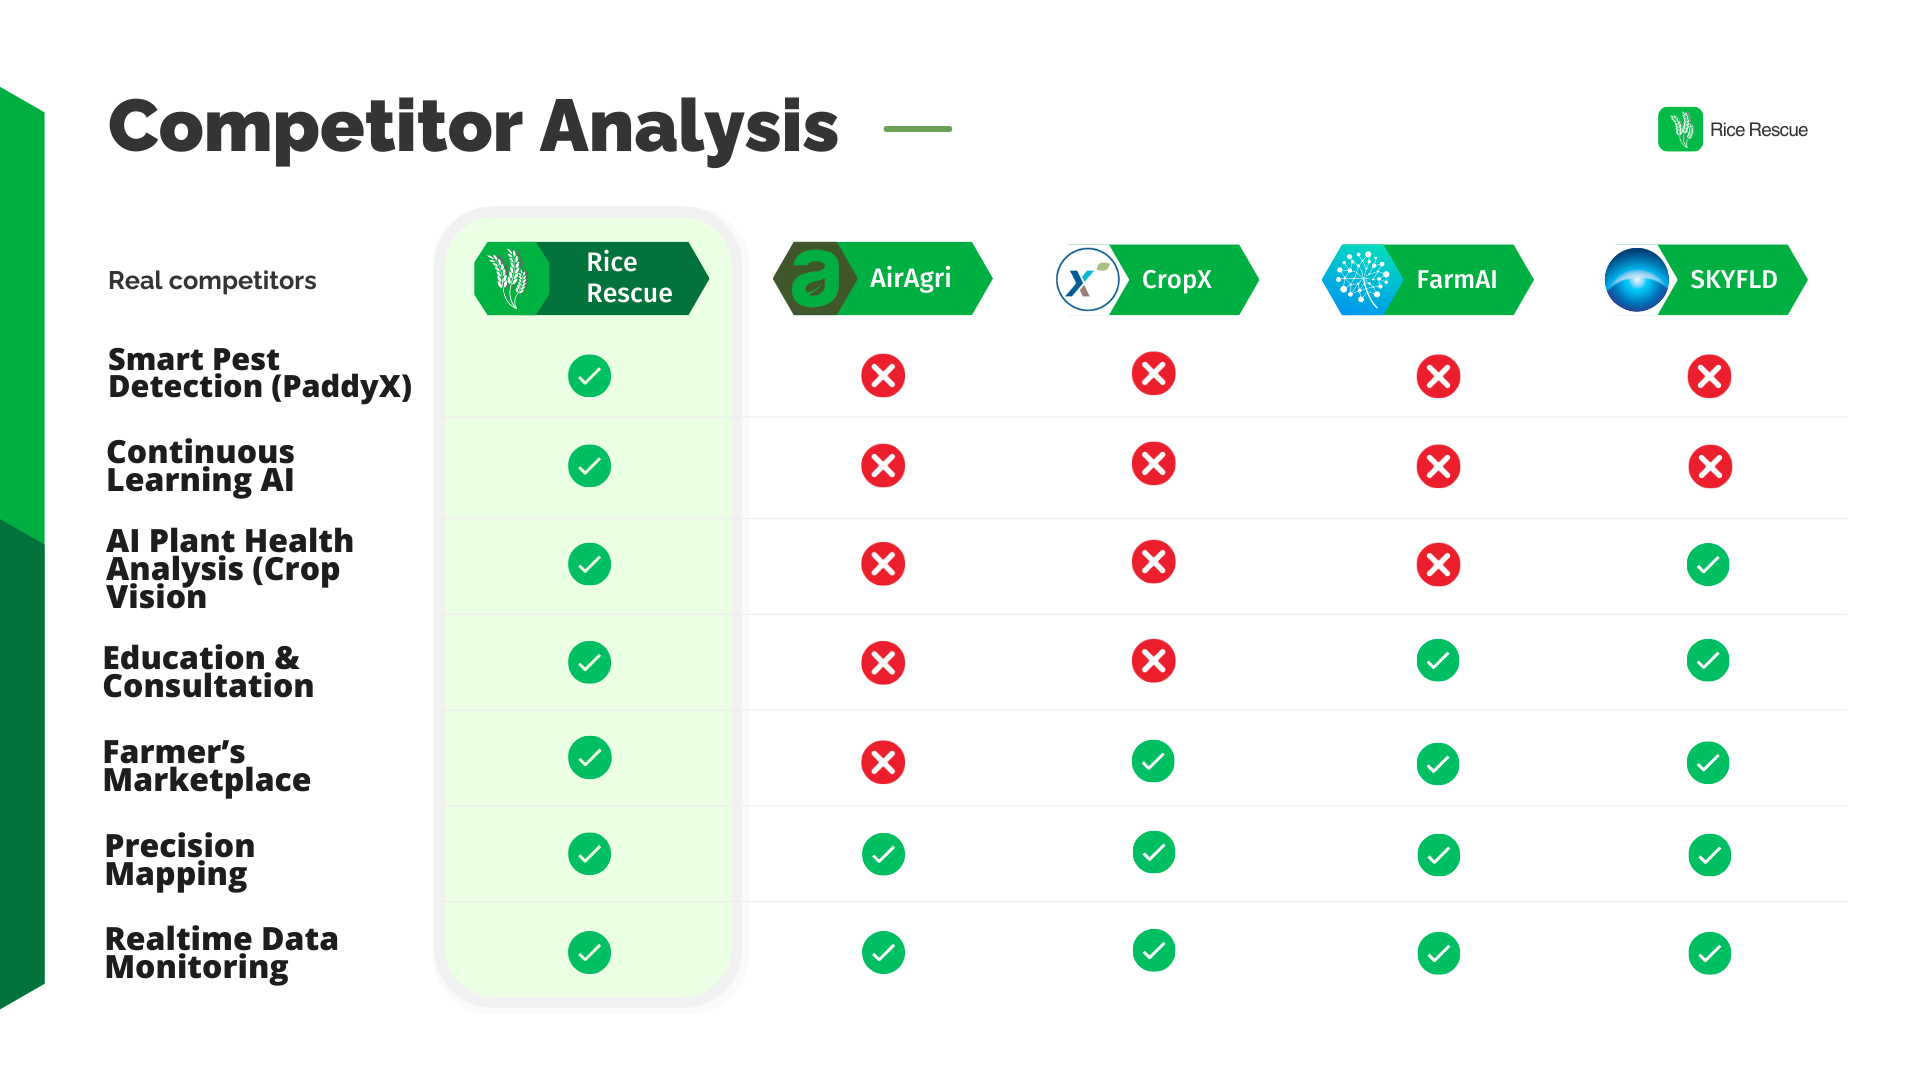 Competitor Analysis
Rice Rescue
Real competitors
Rice
Rescue
AirAgri
CropX
FarmAI
SKYFLD
Smart Pest
Detection (PaddyX)
Continuous
Learning AI
AI Plant Health
Analysis (Crop
Vision
Education &
Consultation
Farmer’s
Marketplace
Precision
Mapping
Realtime Data
Monitoring